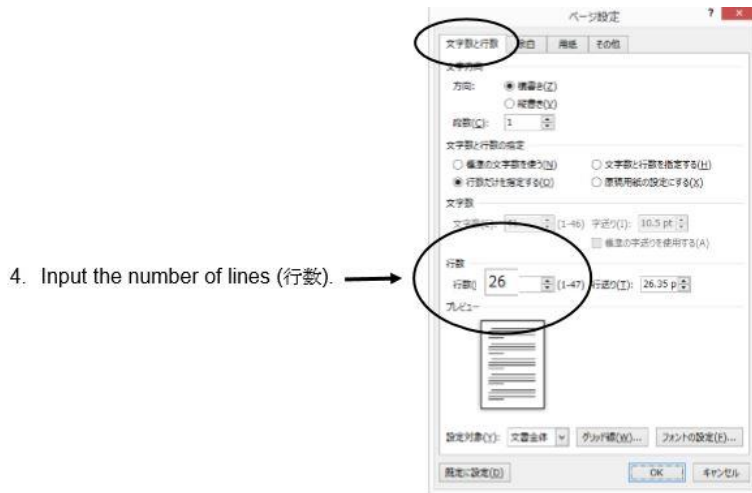 ページ設定 ? ×
文字数と行数 余白 用紙 その他
文字方向
方向: 横書き(Z)
縦書き(V)
段数(C): 1
文字数と行数の指定
標準の文字数を使う(N) 文字数と行数を指定する(H)
行数だけを指定する(O) 原稿用紙の設定にする(X)
文字数
文字数(E): (1-46) 字送り(I): 10.5 pt
標準の字送りを使用する(A)
行数
4. Input the number of lines (行数).
行数( 26 (1-47) 行送り(T): 26.35 p
プレビュー
設定対象(Y): 文書全体 グリッド線(W)... フォントの設定(F)...
既定に設定(D) OK キャンセル